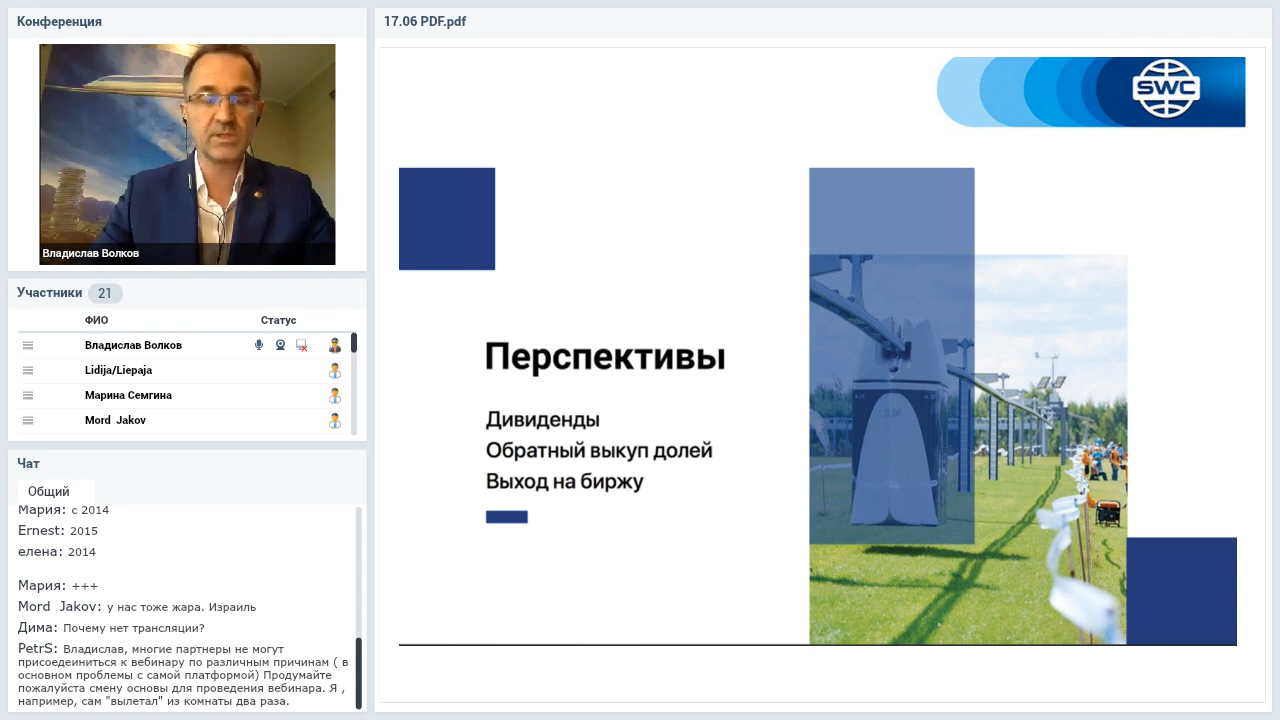 Конференция
Владислав Волков
Участники 21
ФИО Статус
Владислав Волков
Lidija/Liepaja
Марина Семгина
Mord Jakov
Чат
Общий
Мария: с 2014
Ernest: 2015
елена: 2014
Мария: +++
Mord Jakov: у нас тоже жара. Израиль
Дима: Почему нет трансляции?
PetrS: Владислав, многие партнеры не могут
присоедеиниться к вебинару по различным причинам ( в
основном проблемы с самой платформой) Продумайте
пожалуйста смену основы для проведения вебинара. Я ,
например, сам "вылетал" из комнаты два раза.
17.06 PDF.pdf
SWC
Перспективы
Дивиденды
Обратный выкуп долей
Выход на биржу